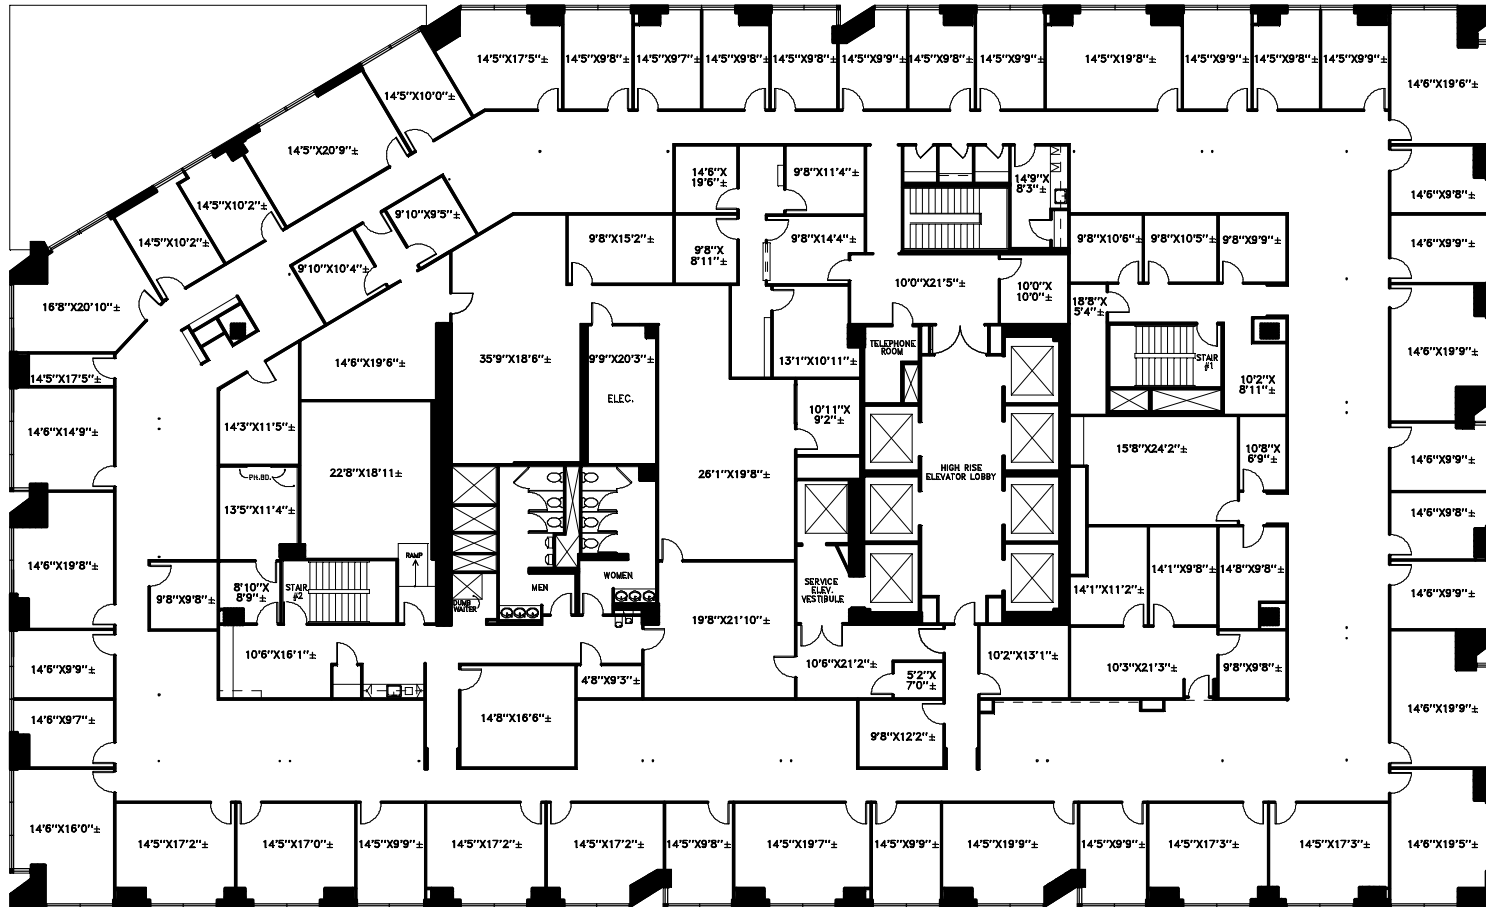 14'5"X17'5"±
14'5"X9'8"±
14'5"X9'7"±
14'5"X9'8"±
14'5"X9'8"±
14'5"X9'9"±
14'5"X9'8"±
14'5"X9'9"±
14'5"X19'8"±
14'5"X9'9"±
14'5"X9'8"±
14'5"X9'9"±
14'6"X19'6"±
14'5"X10'0"±
14'5"X20'9"±
14'5"X10'2"±
14'5"X10'2"±
16'8"X20'10"±
9'10"X9'5"±
9'10"X10'4"±
14'6"X
19'6"±
9'8"X11'4"±
14'9"X
8'3"±
14'6"X9'8"±
9'8"X15'2"±
9'8"X
8'11"±
9'8"X14'4"±
9'8"X10'6"±
9'8"X10'5"±
9'8"X9'9"±
14'6"X9'9"±
10'0"X21'5"±
10'0"X
10'0"±
18'8"X
5'4"±
14'5"X17'5"±
14'6"X19'6"±
35'9"X18'6"±
9'9"X20'3"±
ELEC.
13'1"X10'11"±
TELEPHONE
ROOM
STAIR
#1
10'2"X
8'11"±
14'6"X19'9"±
14'6"X14'9"±
14'3"X11'5"±
22'8"X18'11±
PH.BD.
13'5"X11'4"±
10'11"X
9'2"±
26'1"X19'8"±
HIGH RISE
ELEVATOR LOBBY
15'8"X24'2"±
10'8"X
6'9"±
14'6"X9'9"±
14'6"X9'8"±
14'6"X19'8"±
9'8"X9'8"±
8'10"X
8'9"±
STAIR
#2
RAMP
DUMB
WAITER
MEN
WOMEN
SERVICE
ELEV.
VESTIBULE
14'1"X11'2"±
14'1"X9'8"±
14'8"X9'8"±
14'6"X9'9"±
14'6"X9'9"±
10'6"X16'1"±
19'8"X21'10"±
4'8"X9'3"±
10'6"X21'2"±
5'2"X
7'0"±
10'2"X13'1"±
10'3"X21'3"±
9'8"X9'8"±
14'6"X9'7"±
14'8"X16'6"±
9'8"X12'2"±
14'6"X19'9"±
14'6"X16'0"±
14'5"X17'2"±
14'5"X17'0"±
14'5"X9'9"±
14'5"X17'2"±
14'5"X17'2"±
14'5"X9'8"±
14'5"X19'7"±
14'5"X9'9"±
14'5"X19'9"±
14'5"X9'9"±
14'5"X17'3"±
14'5"X17'3"±
14'6"X19'5"±